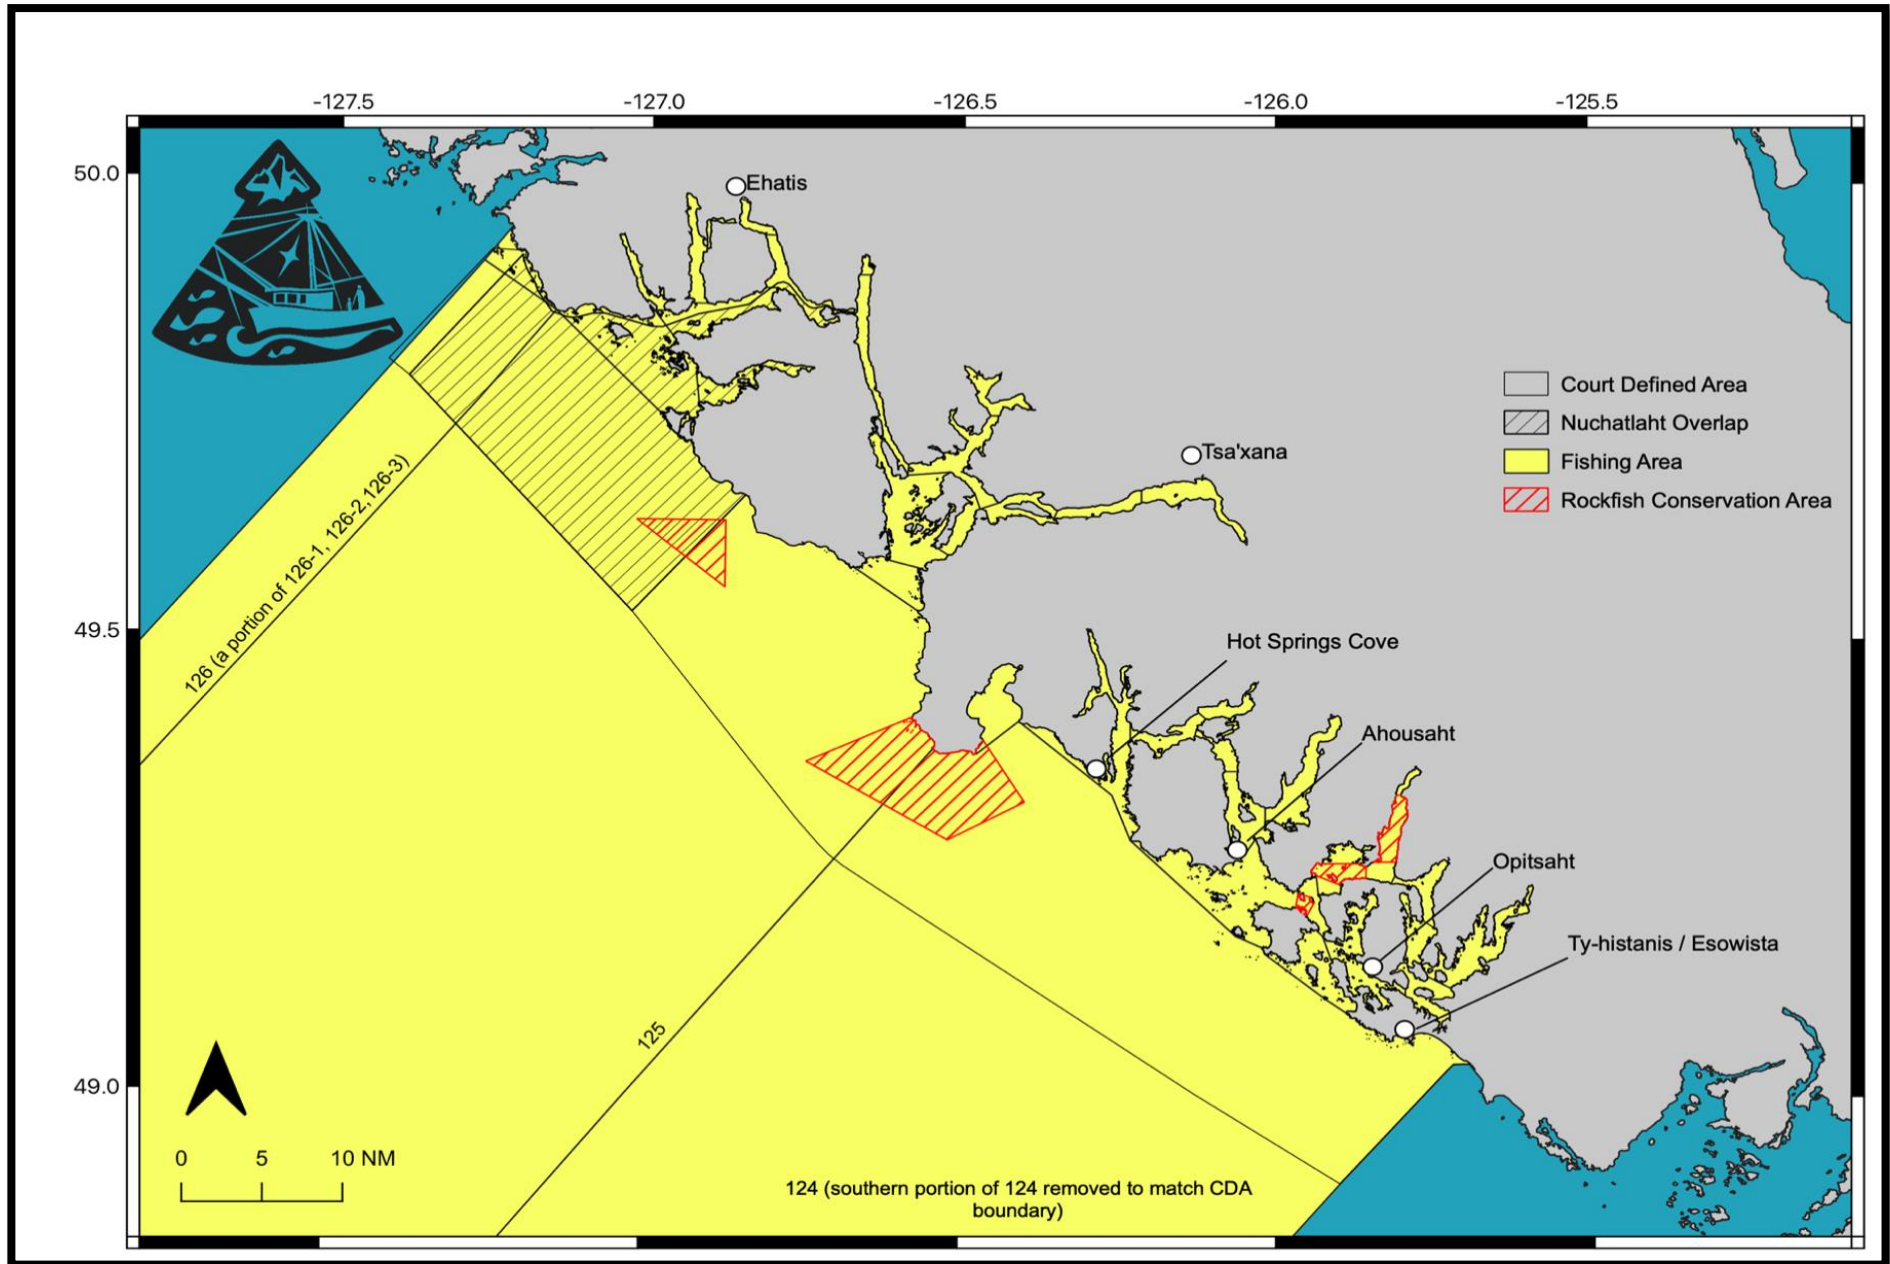 -127.5
-127.0
-126.5
-126.0
-125.5
50.0
49.5
49.0
Ehatis
Tsa'xana
Court Defined Area
Nuchatlaht Overlap
Fishing Area
Rockfish Conservation Area
126 (a portion of 126-1, 126-2,126-3)
Hot Springs Cove
Ahousaht
Opitsaht
Ty-histanis / Esowista
125
0 5 10 NM
124 (southern portion of 124 removed to match CDA
boundary)